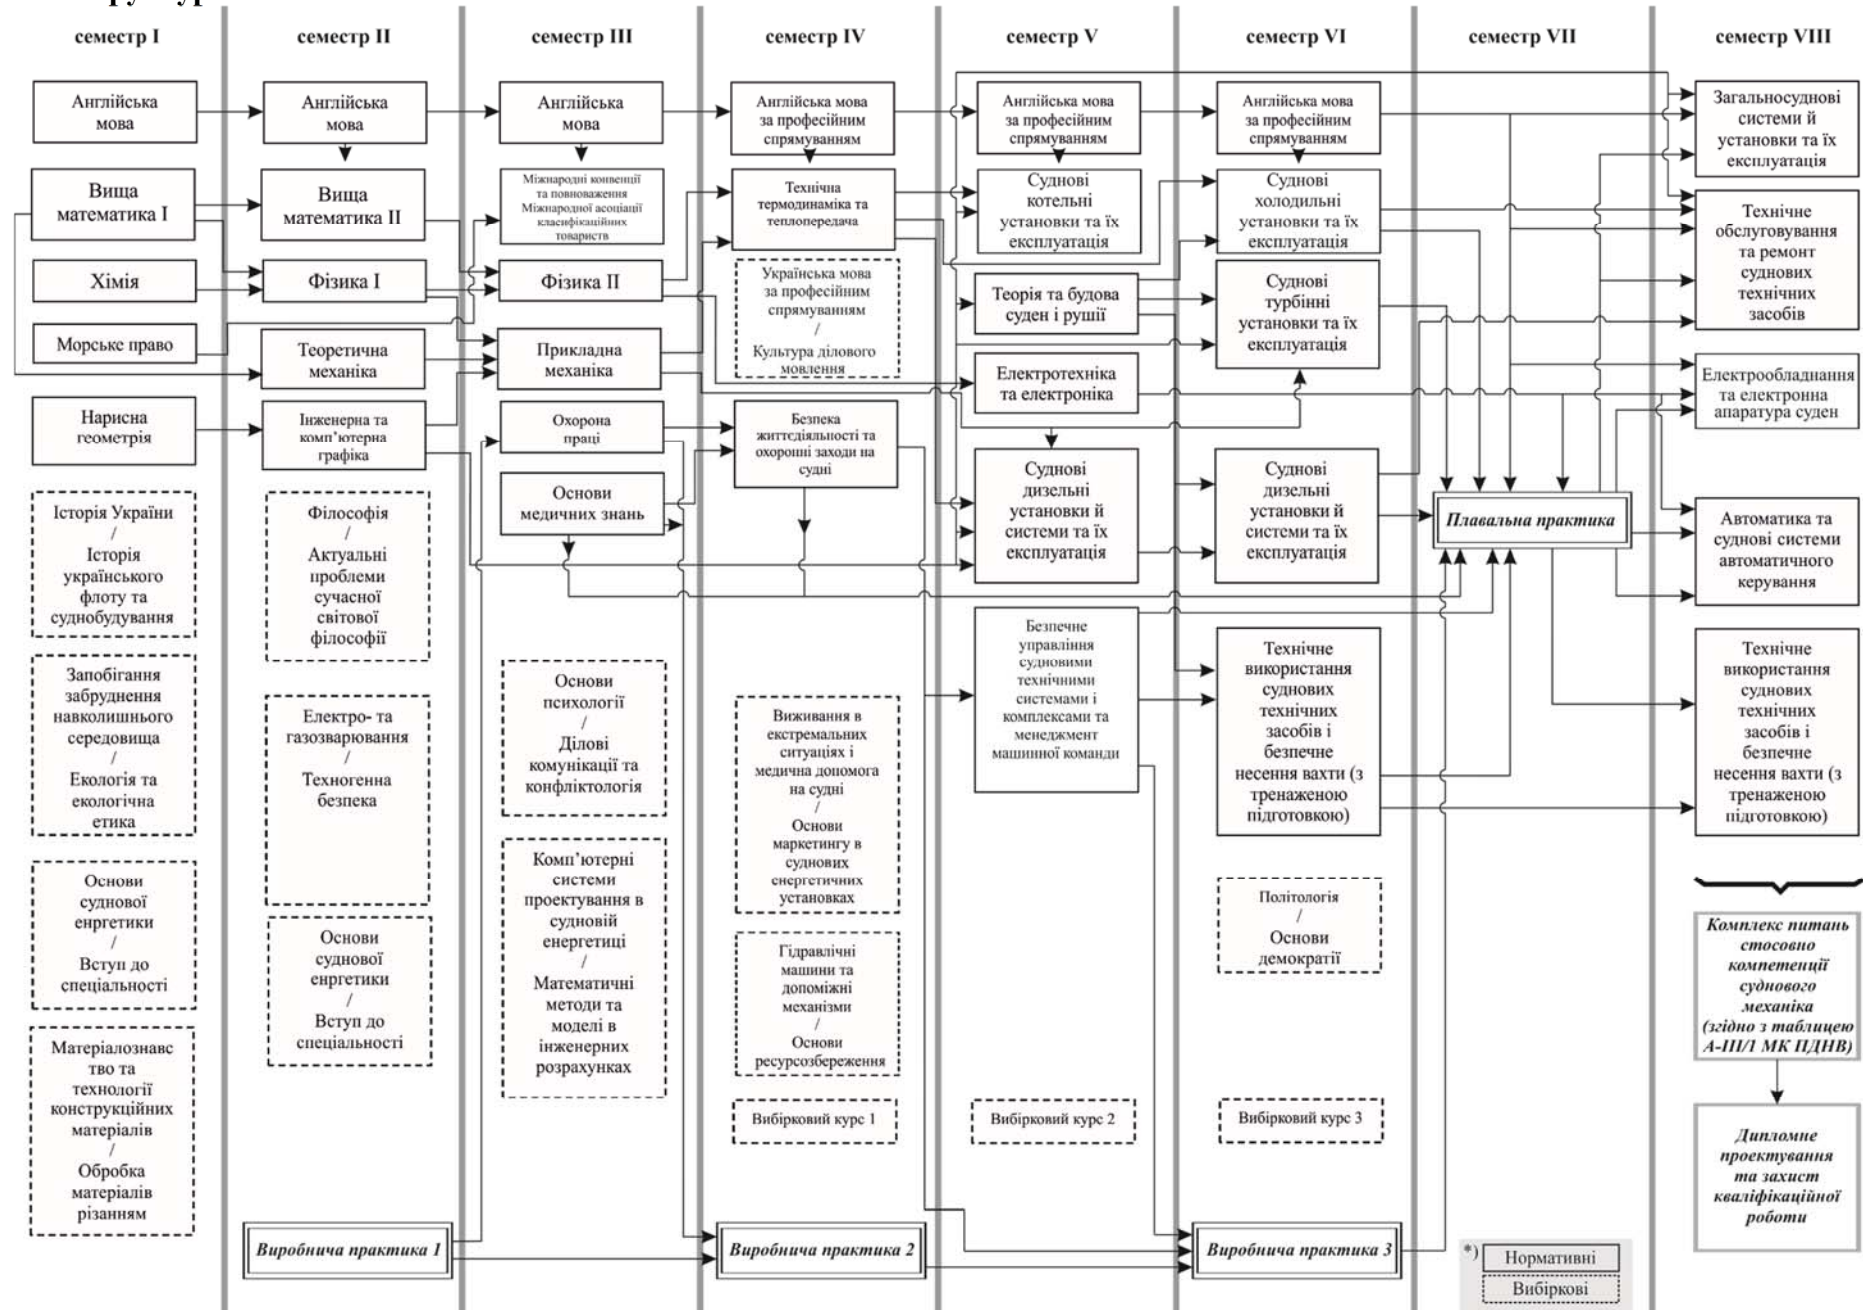 семестр I
Англійська
мова
Вища
математика I
Хімія
Морське право
Нарисна
геометрія
Історія України
/
Історія
українського
флоту та
суднобудування
Запобігання
забруднення
навколишнього
середовища
/
Екологія та
екологічна
етика
Основи
суднової
енргетики
/
Вступ до
спеціальності
Матеріалознавс
тво та
технології
конструкційних
матеріалів
/
Обробка
матеріалів
різанням
семестр II
Англійська
мова
Вища
математика II
Фізика I
Теоретична
механіка
Інженерна та
комп’ютерна
графіка
Філософія
/
Актуальні
проблеми
сучасної
світової
філософії
Електро- та
газозварювання
/
Техногенна
безпека
Основи
суднової
енргетики
/
Вступ до
спеціальності
Виробнича практика 1
семестр III
Англійська
мова
Міжнародні конвенції
та повноваження
Міжнародної асоціації
класифікаційних
товариств
Фізика II
Прикладна
механіка
Охорона
праці
Основи
медичних знань
Основи
психології
/
Ділові
комунікації та
конфліктологія
Комп’ютерні
системи
проектування в
судновій
енергетиці
/
Математичні
методи та
моделі в
інженерних
розрахунках
семестр IV
Англійська мова
за професійним
спрямуванням
Технічна
термодинаміка та
теплопередача
Українська мова
за професійним
спрямуванням
/
Культура ділового
мовлення
Безпека
життєдіяльності та
охоронні заходи на
судні
Виживання в
екстремальних
ситуаціях і
медична допомога
на судні
/
Основи
маркетингу в
суднових
енергетичних
установках
Гідравлічні
машини та
допоміжні
механізми
/
Основи
ресурсозбереження
Вибірковий курс 1
Виробнича практика 2
семестр V
Англійська мова
за професійним
спрямуванням
Суднові
котельні
установки та їх
експлуатація
Теорія та будова
суден і рушії
Електротехніка
та електроніка
Суднові
дизельні
установки й
системи та їх
експлуатація
Безпечне
управління
судновими
технічними
системами і
комплексами та
менеджмент
машинної команди
Вибірковий курс 2
семестр VI
Англійська мова
за професійним
спрямуванням
Суднові
холодильні
установки та їх
експлуатація
Суднові
турбінні
установки та їх
експлуатація
Суднові
дизельні
установки й
системи та їх
експлуатація
Технічне
використання
суднових
технічних
засобів і
безпечне
несення вахти (з
тренаженою
підготовкою)
Політологія
/
Основи
демократії
Вибірковий курс 3
Виробнича практика 3
семестр VII
Плавальна практика
*)
Нормативні
Вибіркові
семестр VIII
Загальносуднові
системи й
установки та їх
експлуатація
Технічне
обслуговування
та ремонт
суднових
технічних
засобів
Електрообладнання
та електронна
апаратура суден
Автоматика та
суднові системи
автоматичного
керування
Технічне
використання
суднових
технічних
засобів і
безпечне
несення вахти (з
тренаженою
підготовкою)
Комплекс питань
стосовно
компетенції
суднового
механіка
(згідно з таблицею
А-III/1 МК ПДНВ)
Дипломне
проектування
та захист
кваліфікаційної
роботи